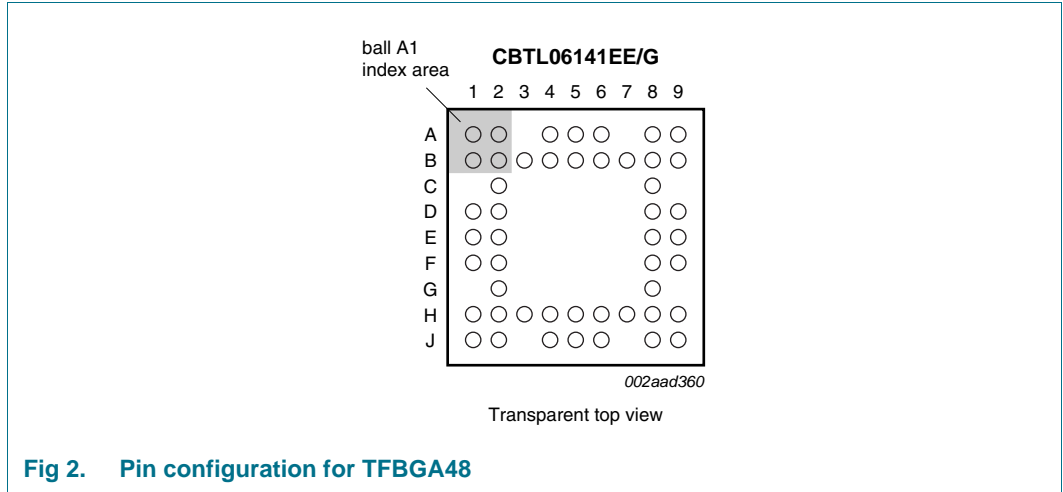 ball A1
index area
CBTL06141EE/G
1 2 3 4 5 6 7 8 9
A
B
C
D
E
F
G
H
J
002aad360
Transparent top view
Fig 2. Pin configuration for TFBGA48